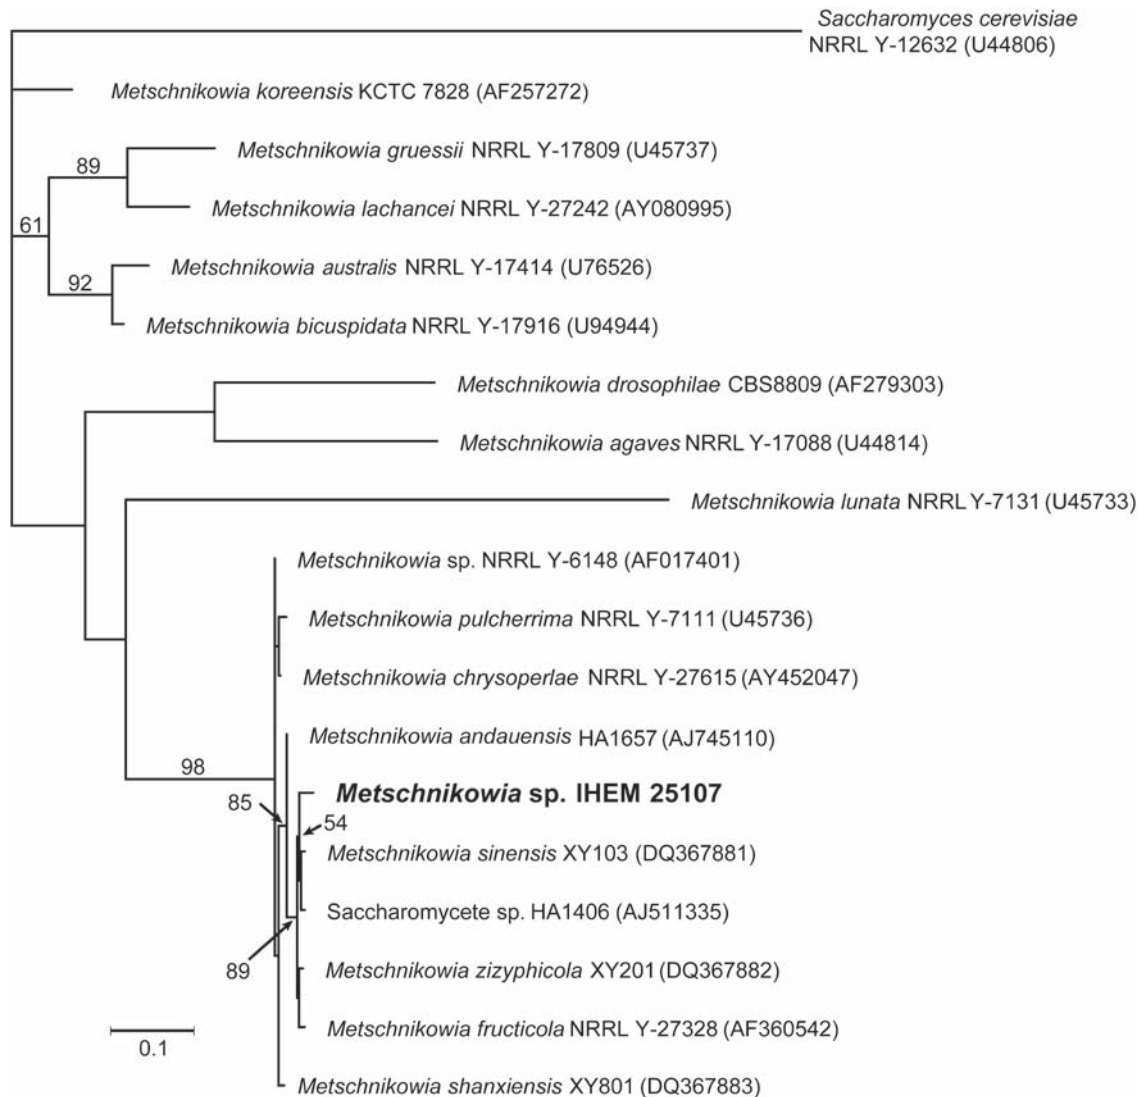 Saccharomyces cerevisiae
NRRL Y-12632 (U44806)
Metschnikowia koreensis KCTC 7828 (AF257272)
Metschnikowia gruessii NRRL Y-17809 (U45737)
89
Metschnikowia lachancei NRRL Y-27242 (AY080995)
61
Metschnikowia australis NRRL Y-17414 (U76526)
92
Metschnikowia bicuspidata NRRL Y-17916 (U94944)
Metschnikowia drosophilae CBS8809 (AF279303)
Metschnikowia agaves NRRL Y-17088 (U44814)
Metschnikowia lunata NRRL Y-7131 (U45733)
Metschnikowia sp. NRRL Y-6148 (AF017401)
Metschnikowia pulcherrima NRRL Y-7111 (U45736)
Metschnikowia chrysoperlae NRRL Y-27615 (AY452047)
Metschnikowia andauensis HA1657 (AJ745110)
98
Metschnikowia sp. IHEM 25107
85
54
Metschnikowia sinensis XY103 (DQ367881)
Saccharomycete sp. HA1406 (AJ511335)
89
Metschnikowia zizyphicola XY201 (DQ367882)
Metschnikowia fructicola NRRL Y-27328 (AF360542)
0.1
Metschnikowia shanxiensis XY801 (DQ367883)